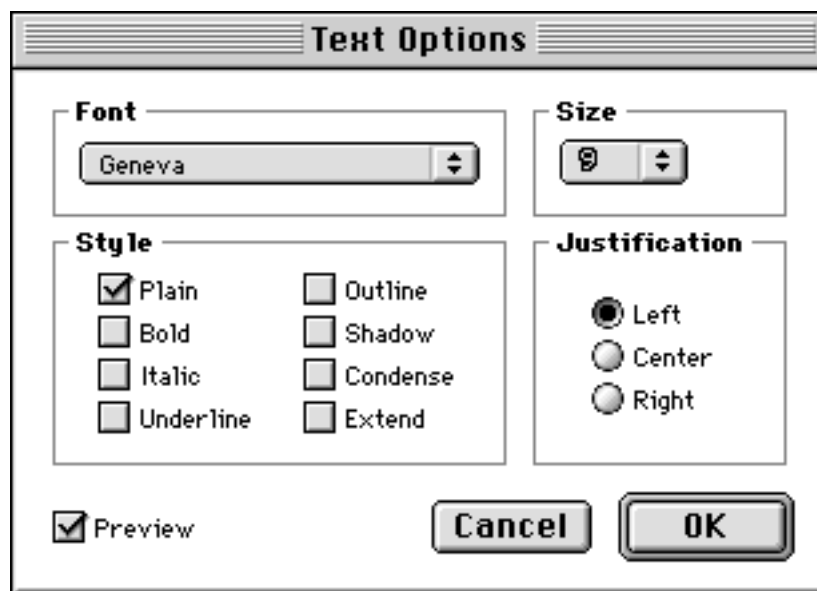 Text Options
Font
Size
Geneva
9
Style
Justification
Plain
Outline
Bold
Shadow
Italic
Condense
Underline
Extend
Left
Center
Right
Preview
Cancel
OK